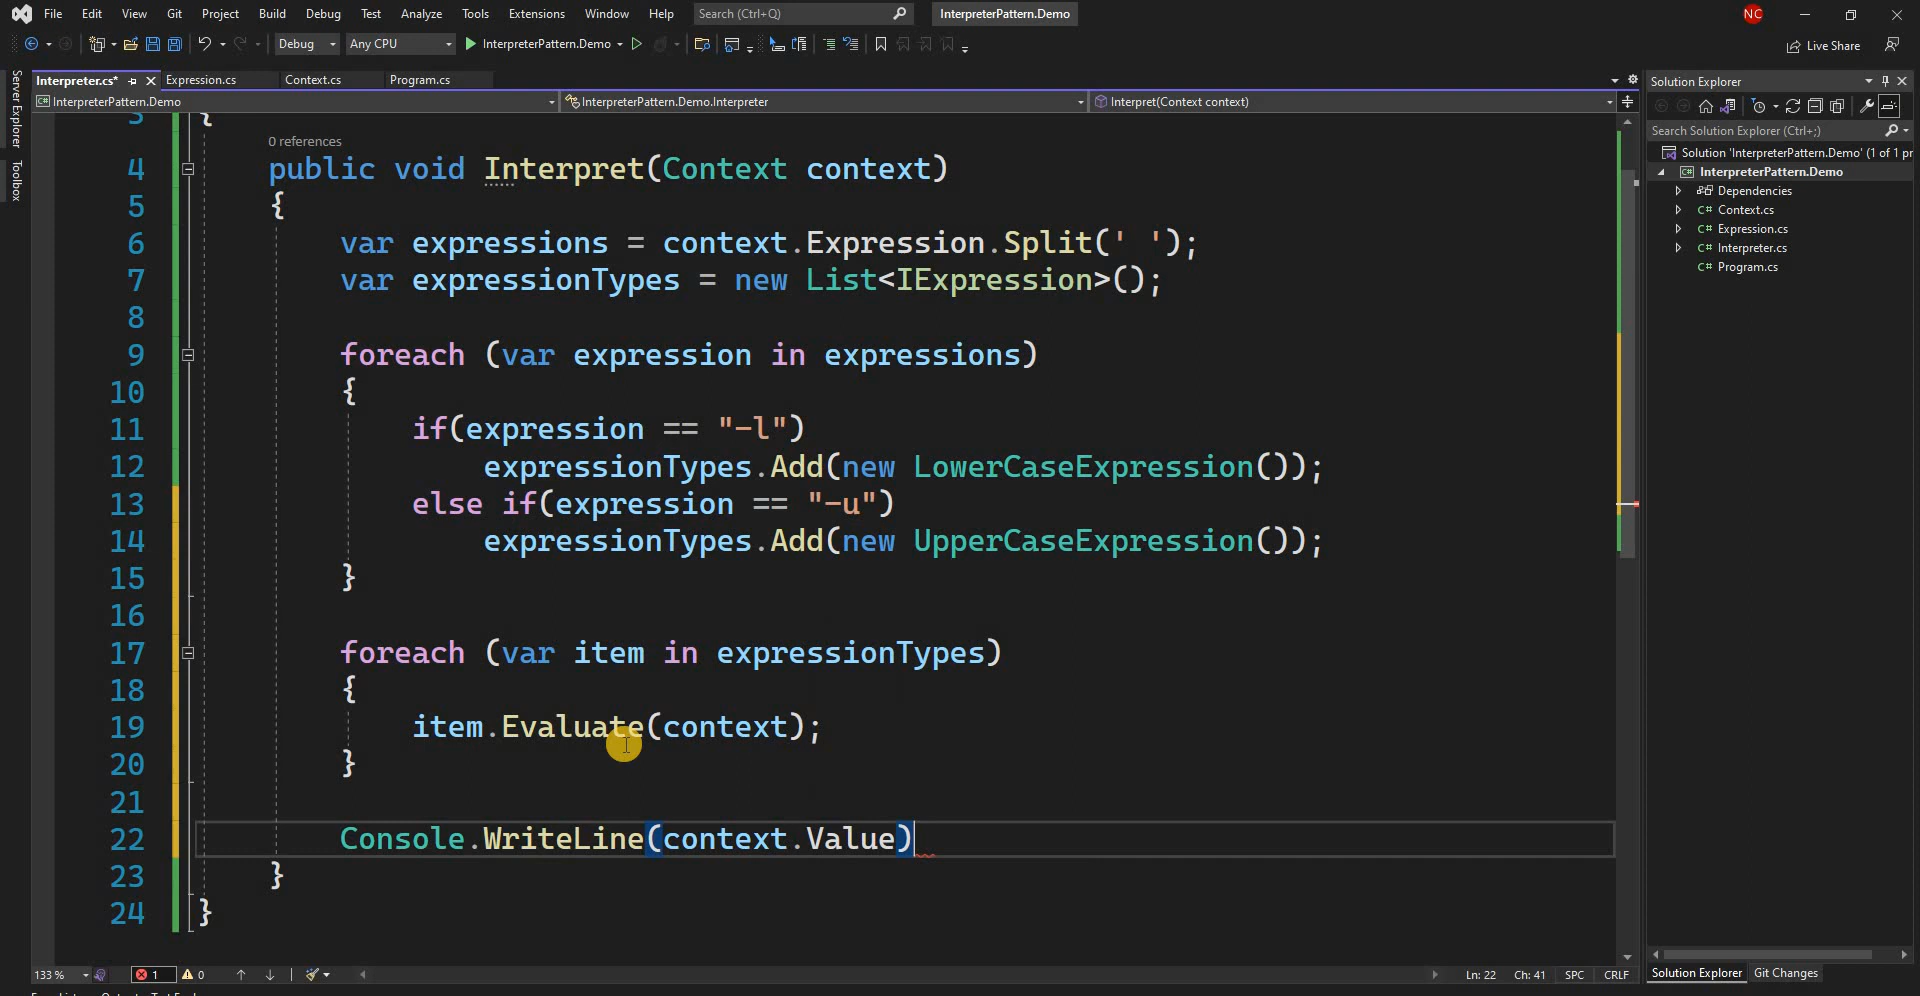 File Edit View Git Project Build Debug Test Analyze Tools Extensions Window Help Search (Ctrl+Q) InterpreterPattern.Demo NC
Debug Any CPU InterpreterPattern.Demo Live Share
Server Explorer
Toolbox
Interpreter.cs* Expression.cs Context.cs Program.cs
InterpreterPattern.Demo InterpreterPattern.Demo.Interpreter Interpret(Context context)
3 {
0 references
4 public void Interpret(Context context)
5 {
6 var expressions = context.Expression.Split(' ');
7 var expressionTypes = new List<IExpression>();
8
9 foreach (var expression in expressions)
10 {
11 if(expression == "-l")
12 expressionTypes.Add(new LowerCaseExpression());
13 else if(expression == "-u")
14 expressionTypes.Add(new UpperCaseExpression());
15 }
16
17 foreach (var item in expressionTypes)
18 {
19 item.Evaluate(context);
20 }
21
22 Console.WriteLine(context.Value)
23 }
24 }
133 % 1 0 Ln: 22 Ch: 41 SPC CRLF
Solution Explorer
Search Solution Explorer (Ctrl+;)
Solution 'InterpreterPattern.Demo' (1 of 1 pr
InterpreterPattern.Demo
Dependencies
C# Context.cs
C# Expression.cs
C# Interpreter.cs
C# Program.cs
Solution Explorer Git Changes